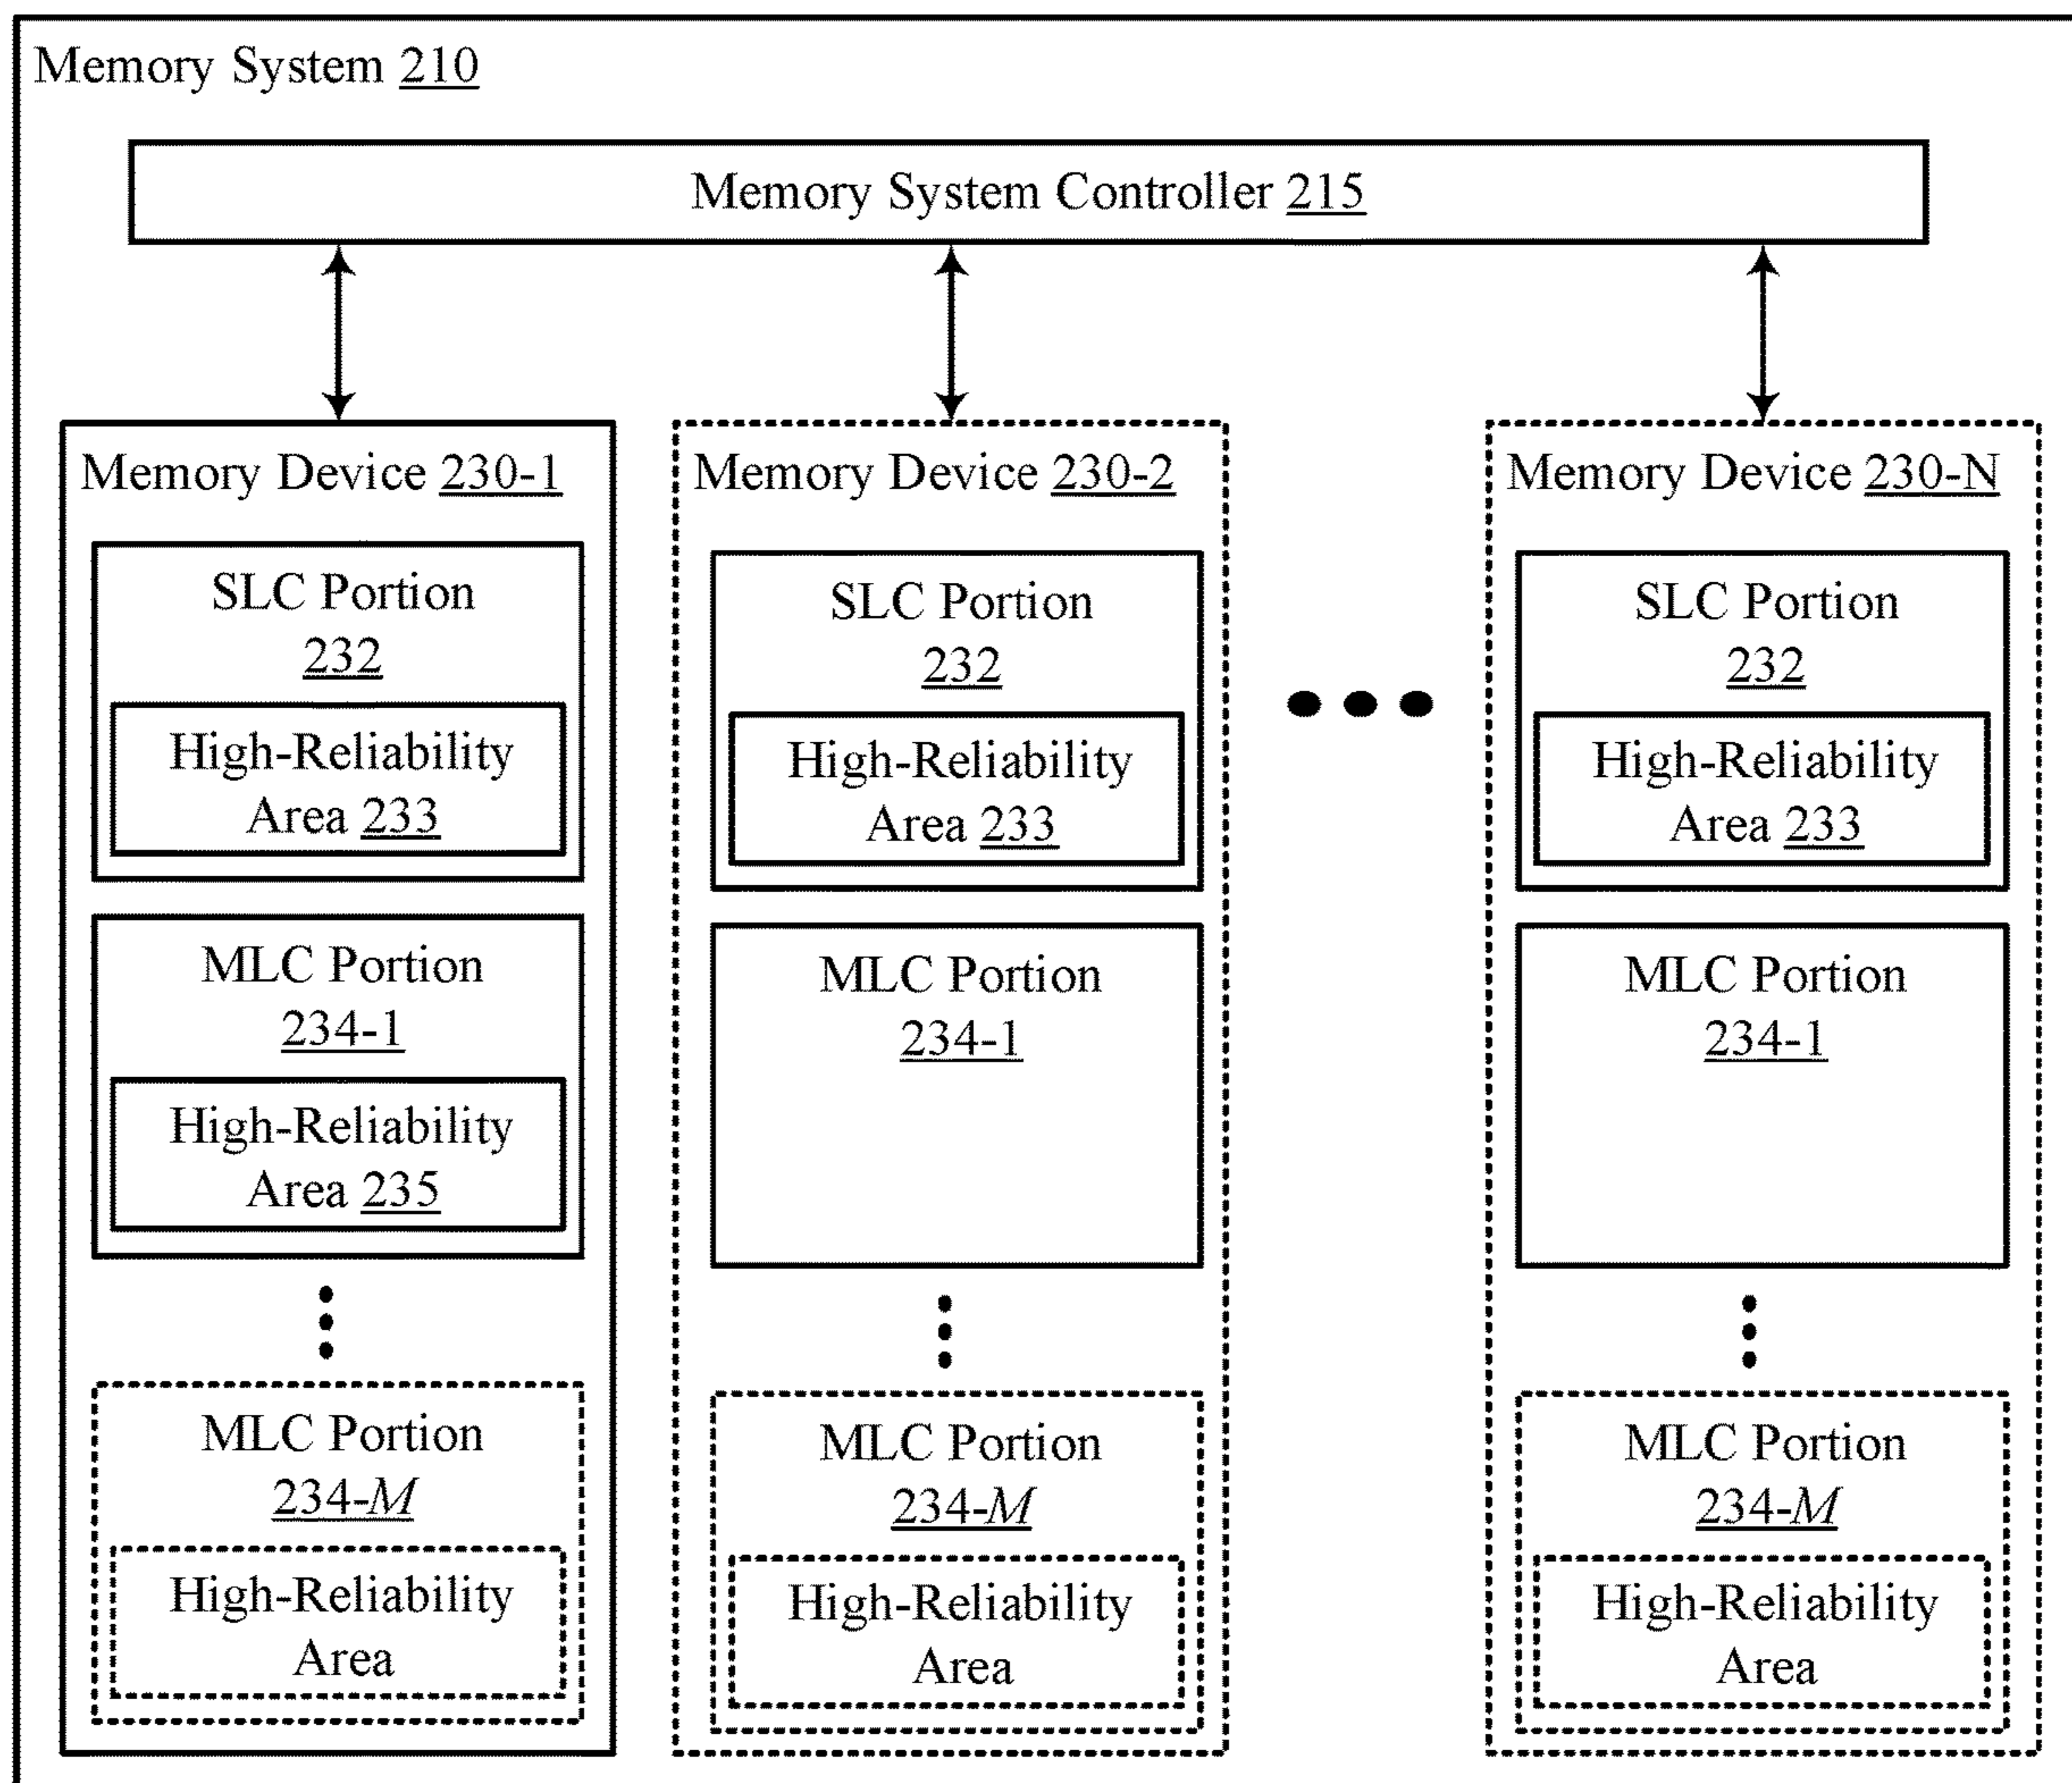 Memory System 210
Memory System Controller 215
Memory Device 230-1
SLC Portion
232
High-Reliability
Area 233
MLC Portion
234-1
High-Reliability
Area 235
MLC Portion
234-M
High-Reliability
Area
Memory Device 230-2
SLC Portion
232
High-Reliability
Area 233
MLC Portion
234-1
MLC Portion
234-M
High-Reliability
Area
Memory Device 230-N
SLC Portion
232
High-Reliability
Area 233
MLC Portion
234-1
MLC Portion
234-M
High-Reliability
Area